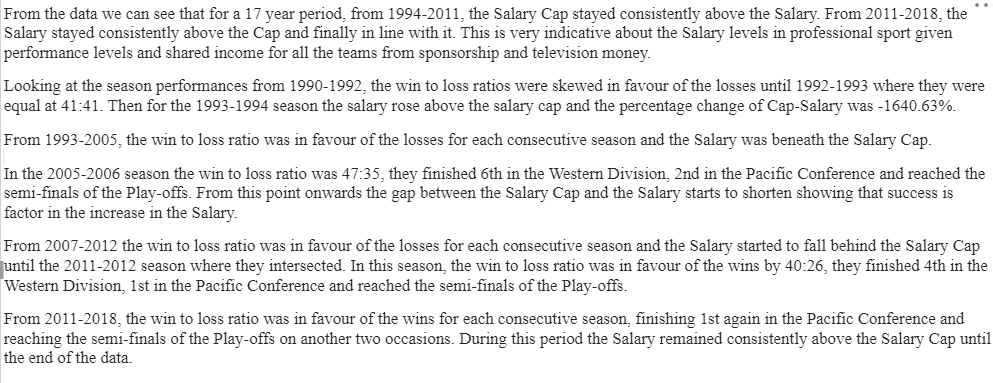 From the data we can see that for a 17 year period, from 1994-2011, the Salary Cap stayed consistently above the Salary. From 2011-2018, the
Salary stayed consistently above the Cap and finally in line with it. This is very indicative about the Salary levels in professional sport given
performance levels and shared income for all the teams from sponsorship and television money.
Looking at the season performances from 1990-1992, the win to loss ratios were skewed in favour of the losses until 1992-1993 where they were
equal at 41:41. Then for the 1993-1994 season the salary rose above the salary cap and the percentage change of Cap-Salary was -1640.63%.
From 1993-2005, the win to loss ratio was in favour of the losses for each consecutive season and the Salary was beneath the Salary Cap.
In the 2005-2006 season the win to loss ratio was 47:35, they finished 6th in the Western Division, 2nd in the Pacific Conference and reached the
semi-finals of the Play-offs. From this point onwards the gap between the Salary Cap and the Salary starts to shorten showing that success is
factor in the increase in the Salary.
From 2007-2012 the win to loss ratio was in favour of the losses for each consecutive season and the Salary started to fall behind the Salary Cap
until the 2011-2012 season where they intersected. In this season, the win to loss ratio was in favour of the wins by 40:26, they finished 4th in the
Western Division, 1st in the Pacific Conference and reached the semi-finals of the Play-offs.
From 2011-2018, the win to loss ratio was in favour of the wins for each consecutive season, finishing 1st again in the Pacific Conference and
reaching the semi-finals of the Play-offs on another two occasions. During this period the Salary remained consistently above the Salary Cap until
the end of the data.